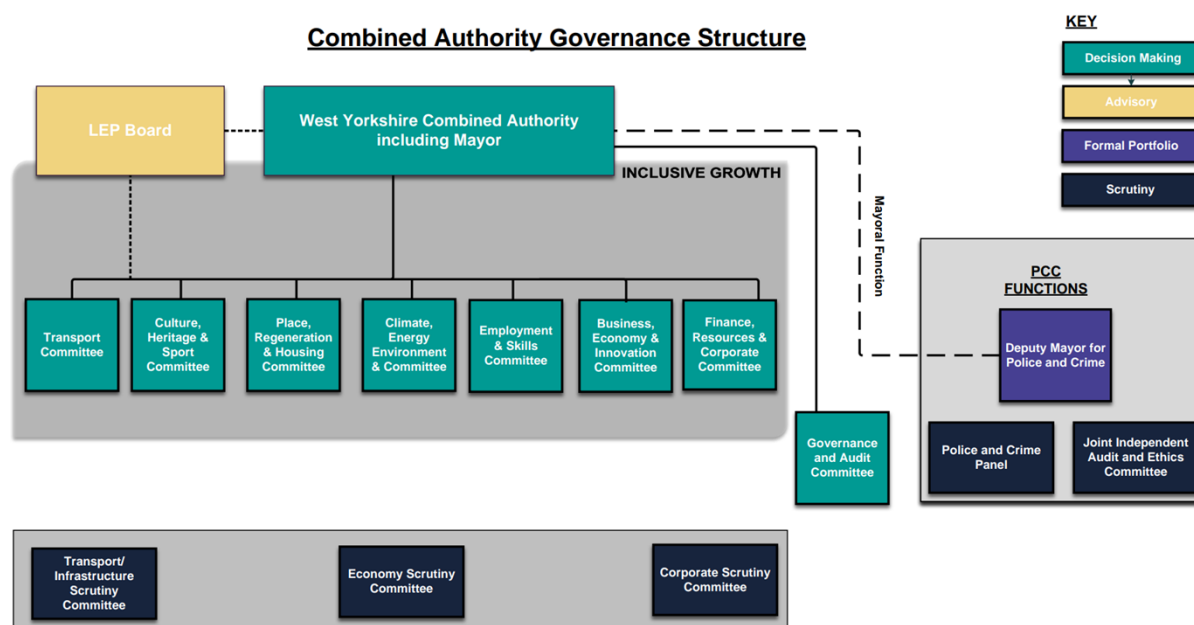 Combined Authority Governance Structure
KEY
Decision Making
Advisory
Formal Portfolio
Scrutiny
LEP Board
West Yorkshire Combined Authority
including Mayor
INCLUSIVE GROWTH
Mayoral Function
Transport
Committee
Culture,
Heritage &
Sport
Committee
Place,
Regeneration
& Housing
Committee
Climate,
Energy
Environment
& Committee
Employment
& Skills
Committee
Business,
Economy &
Innovation
Committee
Finance,
Resources &
Corporate
Committee
Governance
and Audit
Committee
PCC
FUNCTIONS
Deputy Mayor for
Police and Crime
Police and Crime
Panel
Joint Independent
Audit and Ethics
Committee
Transport/
Infrastructure
Scrutiny
Committee
Economy Scrutiny
Committee
Corporate Scrutiny
Committee